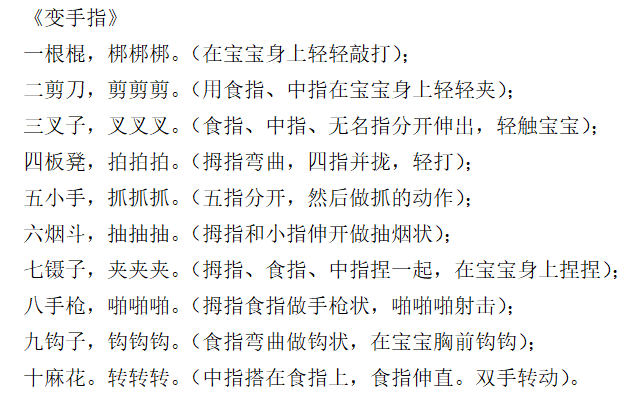 《变手指》
一根棍，梆梆梆。（在宝宝身上轻轻敲打）；
二剪刀，剪剪剪。（用食指、中指在宝宝身上轻轻夹）；
三叉子，叉叉叉。（食指、中指、无名指分开伸出，轻触宝宝）；
四板凳，拍拍拍。（拇指弯曲，四指并拢，轻打）；
五小手，抓抓抓。（五指分开，然后做抓的动作）；
六烟斗，抽抽抽。（拇指和小指伸开做抽烟状）；
七镊子，夹夹夹。（拇指、食指、中指捏一起，在宝宝身上捏捏）；
八手枪，啪啪啪。（拇指食指做手枪状，啪啪啪射击）；
九钩子，钩钩钩。（食指弯曲做钩状，在宝宝胸前钩钩）；
十麻花。转转转。（中指搭在食指上，食指伸直。双手转动）。